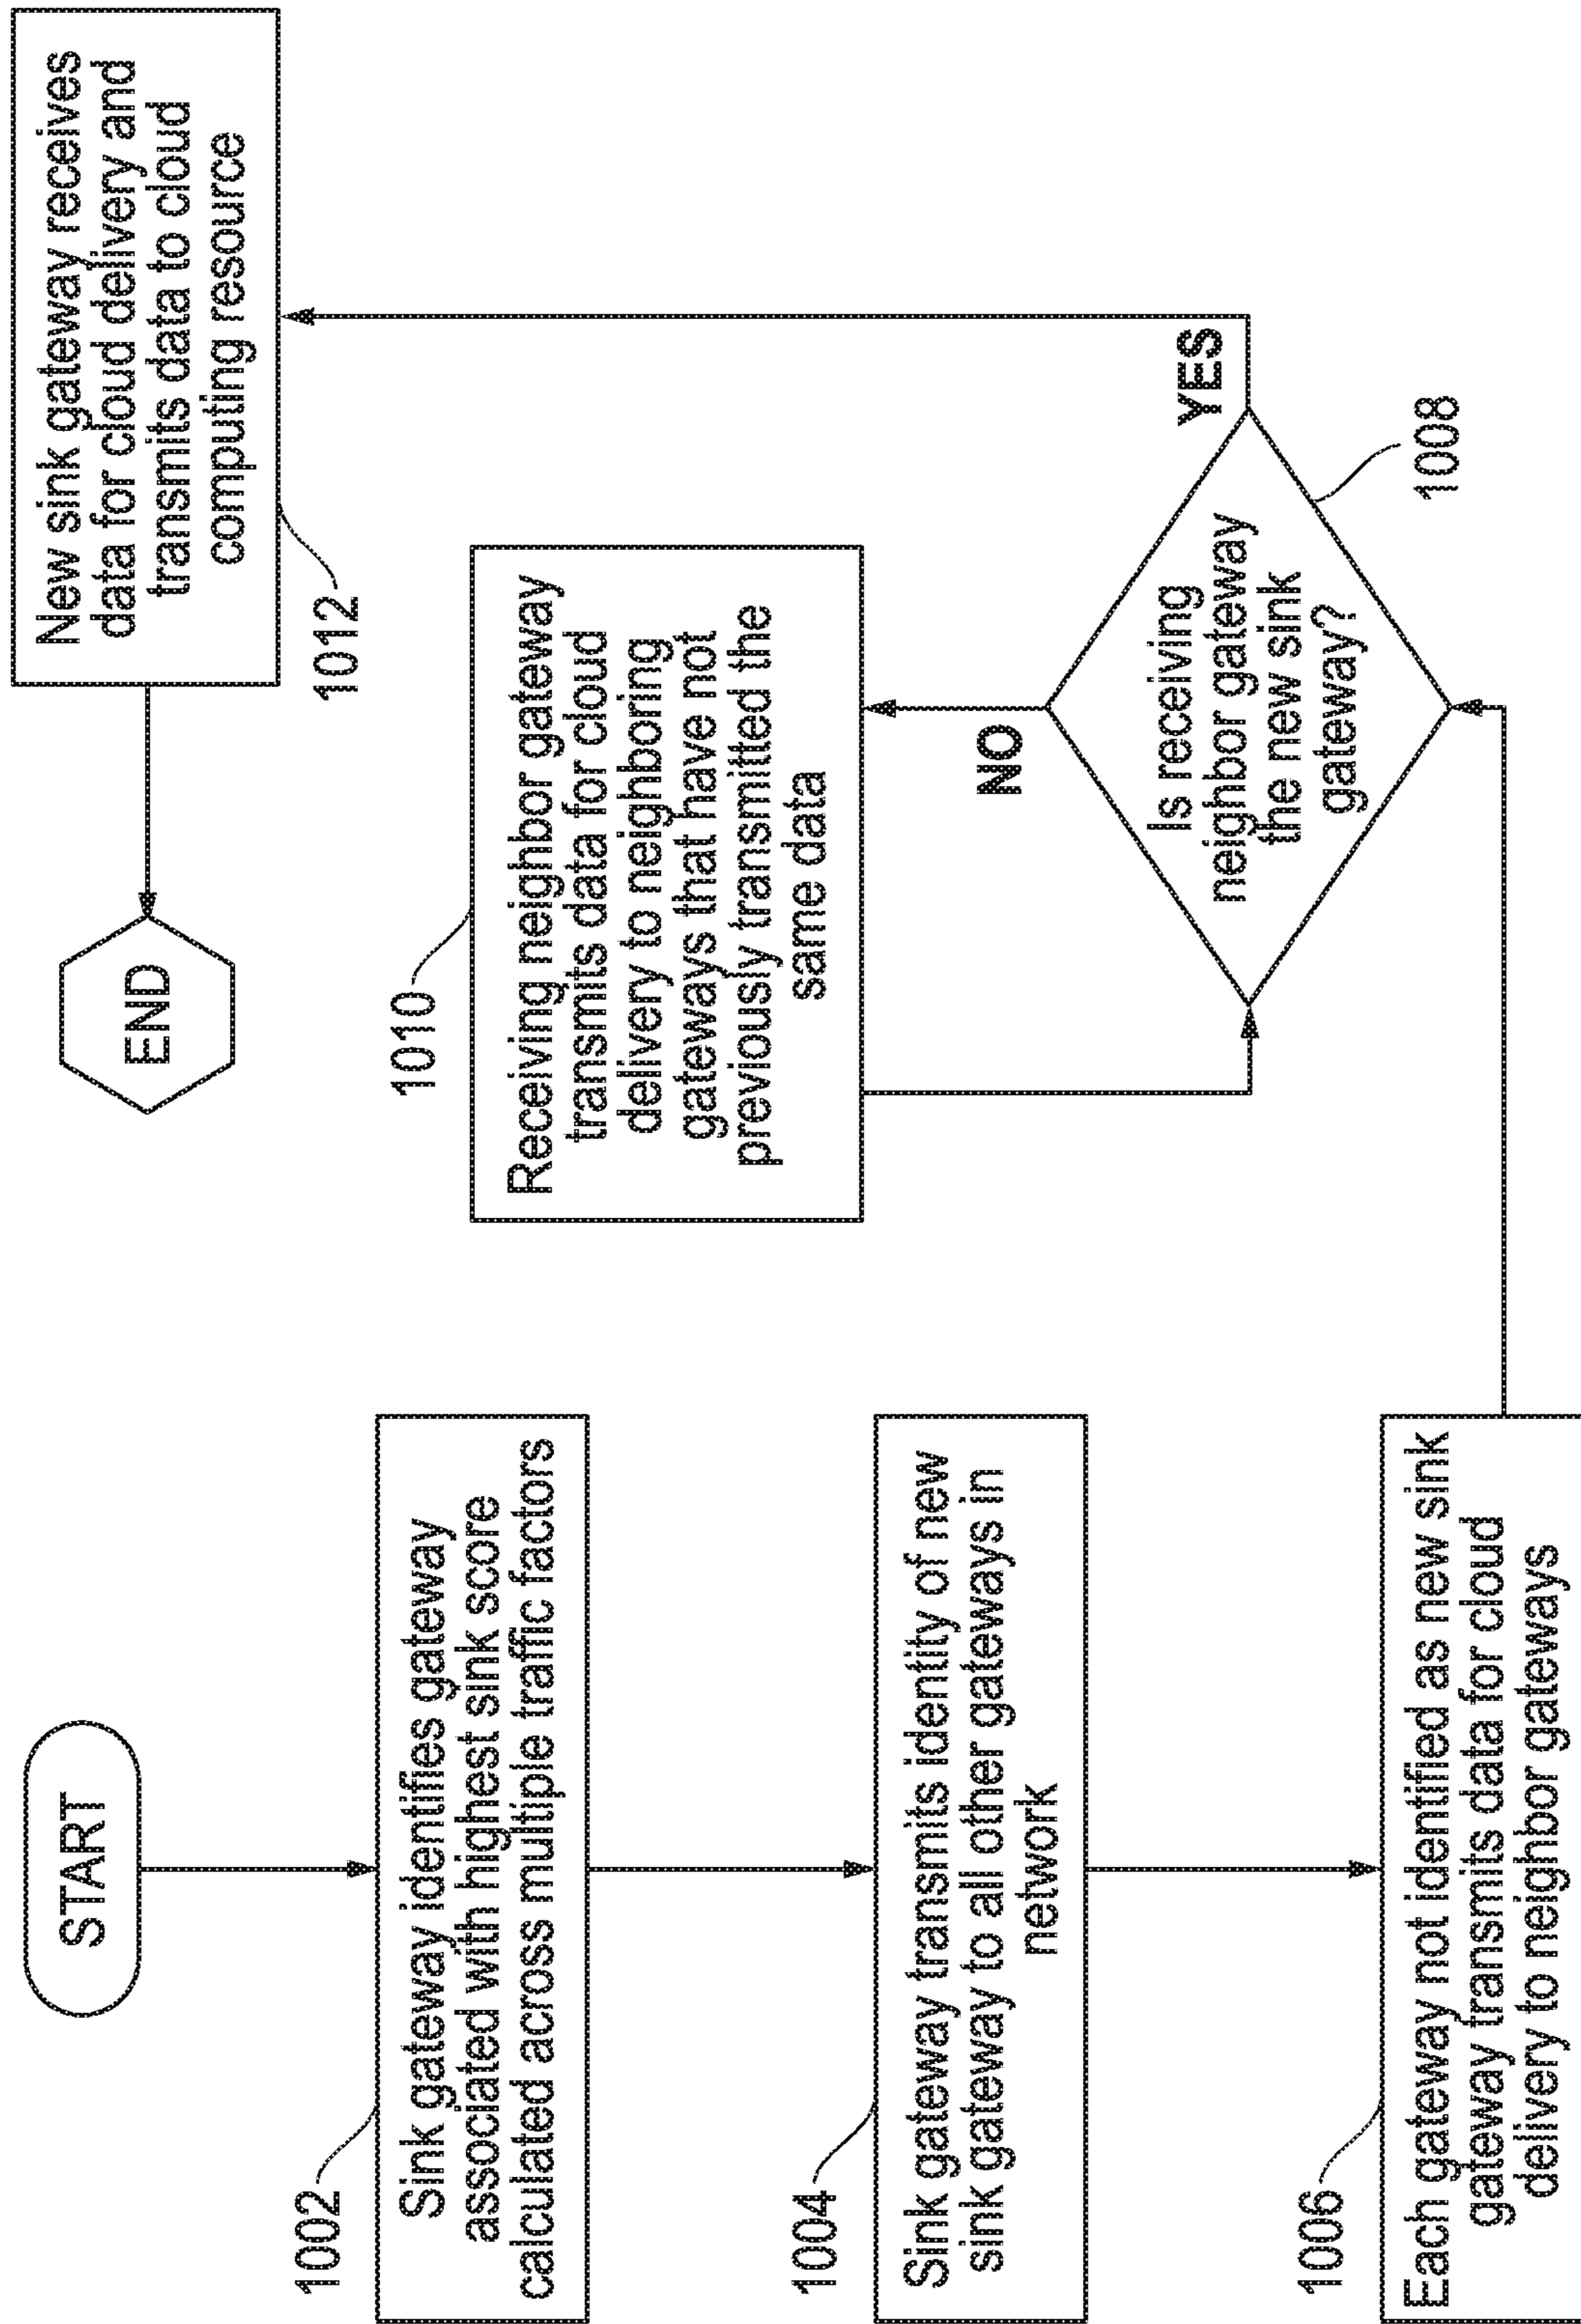 START
1002
Sink gateway identifies gateway
associated with highest sink score
calculated across multiple traffic factors
1004
Sink gateway transmits identity of new
sink gateway to all other gateways in
network
1006
Each gateway not identified as new sink
gateway transmits data for cloud
delivery to neighbor gateways
1008
Is receiving
neighbor gateway
the new sink
gateway?
NO
YES
1010
Receiving neighbor gateway
transmits data for cloud
delivery to neighboring
gateways that have not
previously transmitted the
same data
1012
New sink gateway receives
data for cloud delivery and
transmits data to cloud
computing resource
END